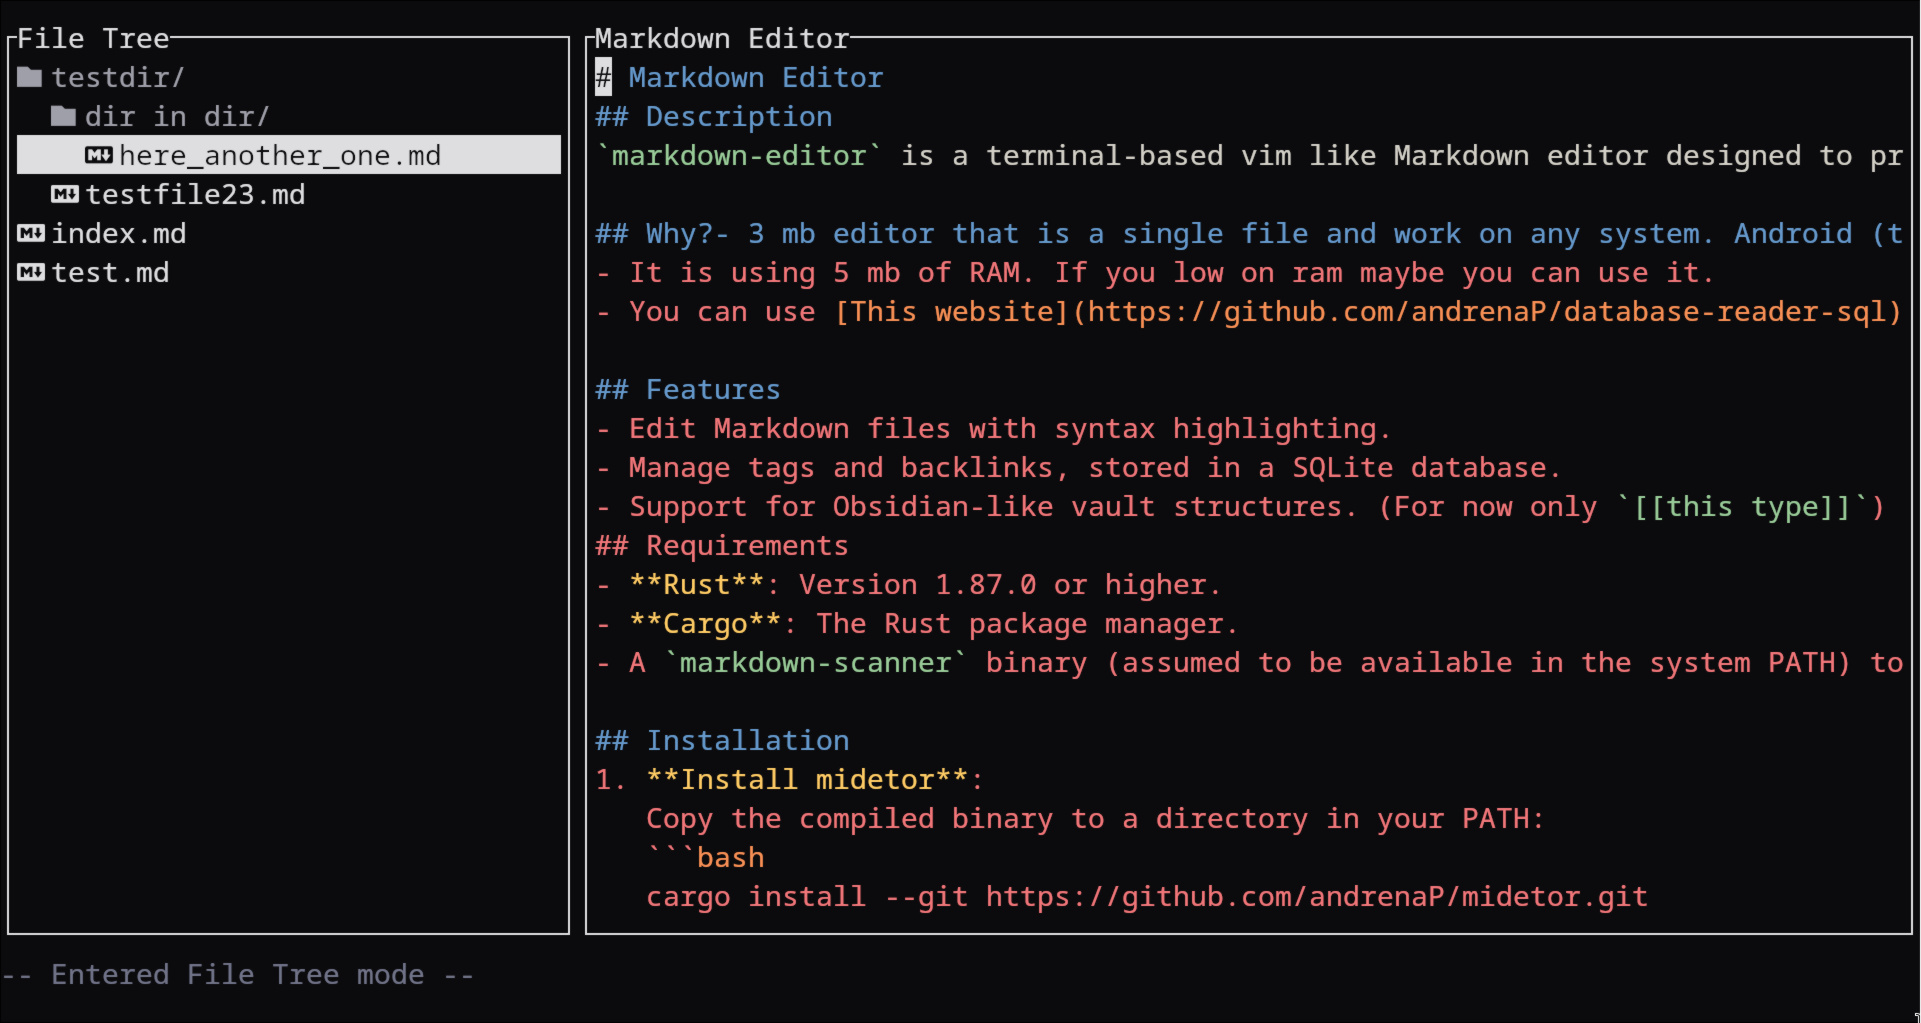 File Tree
testdir/
dir in dir/
here_another_one.md
testfile23.md
index.md
test.md
Markdown Editor
# Markdown Editor
## Description
`markdown-editor` is a terminal-based vim like Markdown editor designed to pr
## Why?- 3 mb editor that is a single file and work on any system. Android (t
- It is using 5 mb of RAM. If you low on ram maybe you can use it.
- You can use [This website](https://github.com/andrenaP/database-reader-sql)
## Features
- Edit Markdown files with syntax highlighting.
- Manage tags and backlinks, stored in a SQLite database.
- Support for Obsidian-like vault structures. (For now only `[[this type]]`)
## Requirements
- **Rust**: Version 1.87.0 or higher.
- **Cargo**: The Rust package manager.
- A `markdown-scanner` binary (assumed to be available in the system PATH) to
## Installation
1. **Install midetor**:
Copy the compiled binary to a directory in your PATH:
```bash
cargo install --git https://github.com/andrenaP/midetor.git
-- Entered File Tree mode --